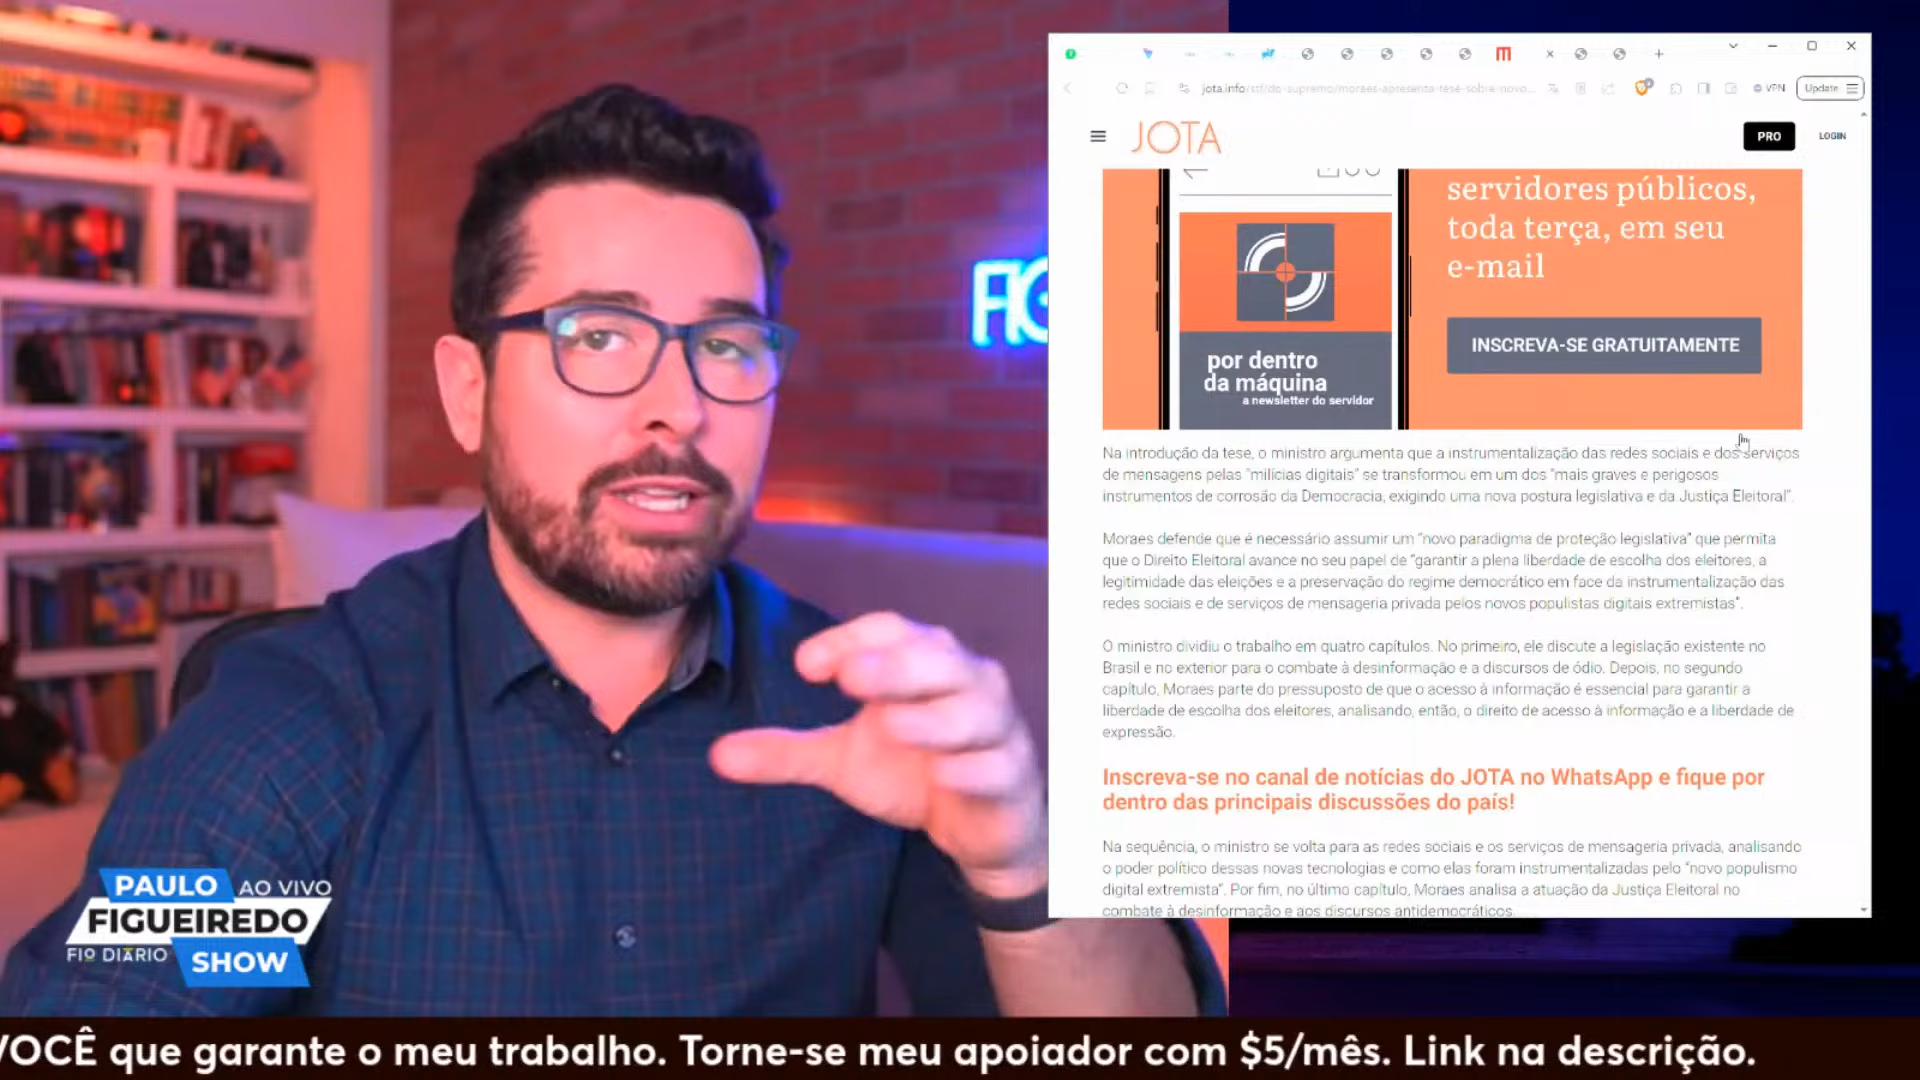 FIG
PAULO AO VIVO
FIGUEIREDO
FIO DIÁRIO SHOW
VOCÊ que garante o meu trabalho. Torne-se meu apoiador com $5/mês. Link na descrição.
jota.info/stf/do-supremo/moraes-apresenta-tese-sobre-novo...
VPN
Update
JOTA
PRO
LOGIN
por dentro
da máquina
a newsletter do servidor
servidores públicos,
toda terça, em seu
e-mail
INSCREVA-SE GRATUITAMENTE
Na introdução da tese, o ministro argumenta que a instrumentalização das redes sociais e dos serviços
de mensagens pelas “milícias digitais” se transformou em um dos “mais graves e perigosos
instrumentos de corrosão da Democracia, exigindo uma nova postura legislativa e da Justiça Eleitoral”.
Moraes defende que é necessário assumir um “novo paradigma de proteção legislativa” que permita
que o Direito Eleitoral avance no seu papel de “garantir a plena liberdade de escolha dos eleitores, a
legitimidade das eleições e a preservação do regime democrático em face da instrumentalização das
redes sociais e de serviços de mensageria privada pelos novos populistas digitais extremistas”.
O ministro dividiu o trabalho em quatro capítulos. No primeiro, ele discute a legislação existente no
Brasil e no exterior para o combate à desinformação e a discursos de ódio. Depois, no segundo
capítulo, Moraes parte do pressuposto de que o acesso à informação é essencial para garantir a
liberdade de escolha dos eleitores, analisando, então, o direito de acesso à informação e a liberdade de
expressão.
Inscreva-se no canal de notícias do JOTA no WhatsApp e fique por
dentro das principais discussões do país!
Na sequência, o ministro se volta para as redes sociais e os serviços de mensageria privada, analisando
o poder político dessas novas tecnologias e como elas foram instrumentalizadas pelo “novo populismo
digital extremista”. Por fim, no último capítulo, Moraes analisa a atuação da Justiça Eleitoral no
combate à desinformação e aos discursos antidemocráticos.